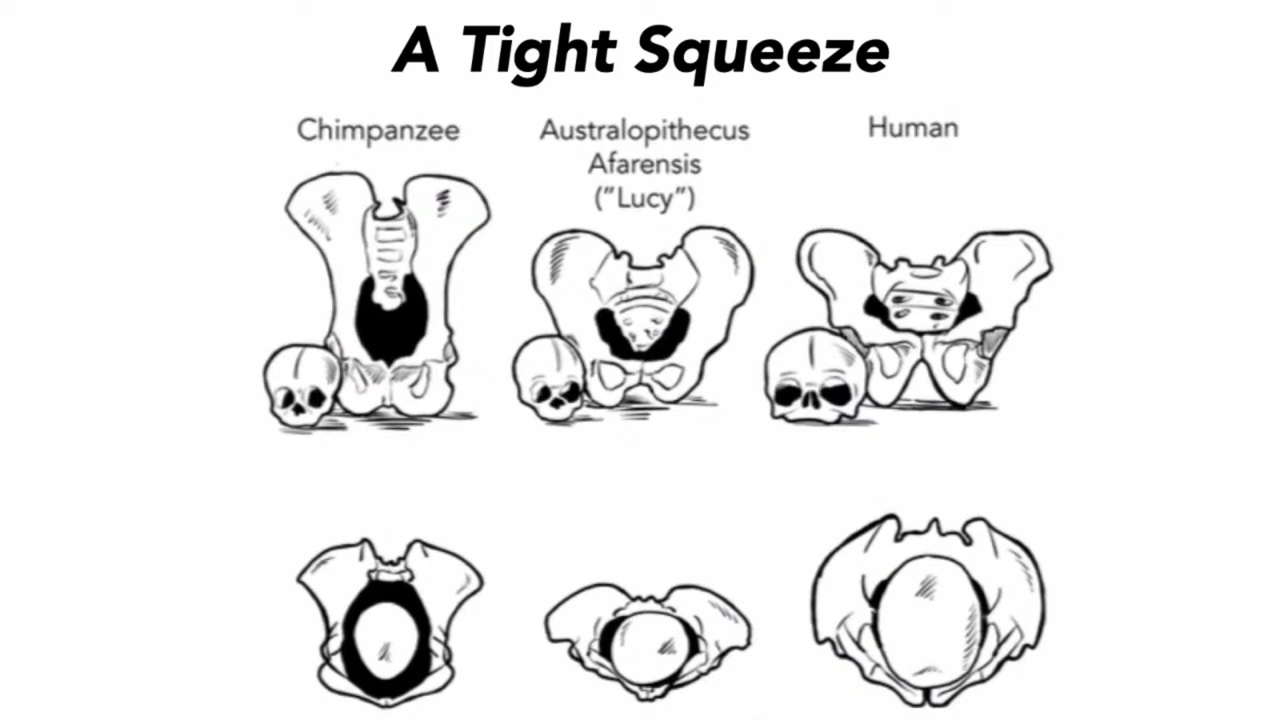 A Tight Squeeze
Chimpanzee
Australopithecus
Afarensis
("Lucy")
Human